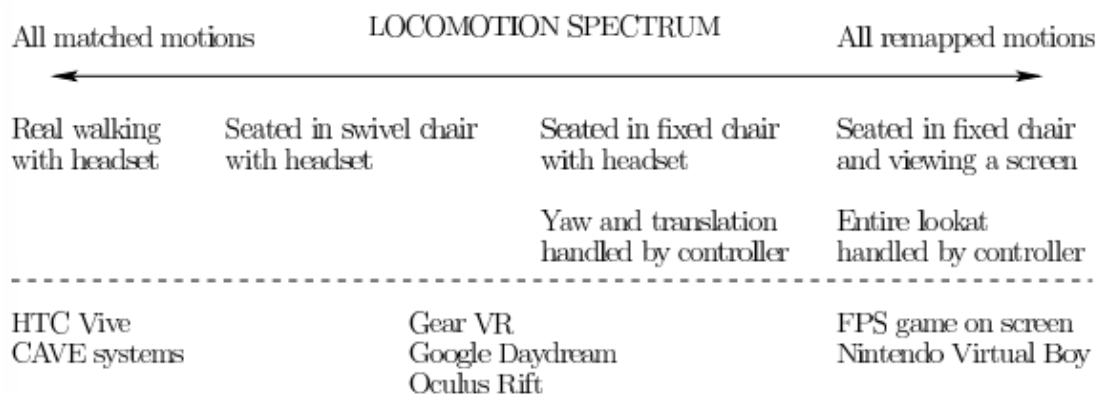 LOCOMOTION SPECTRUM
All matched motions
All remapped motions
Real walking
with headset
Seated in swivel chair
with headset
Seated in fixed chair
with headset
Yaw and translation
handled by controller
Seated in fixed chair
and viewing a screen
Entire lookat
handled by controller
HTC Vive
CAVE systems
Gear VR
Google Daydream
Oculus Rift
FPS game on screen
Nintendo Virtual Boy